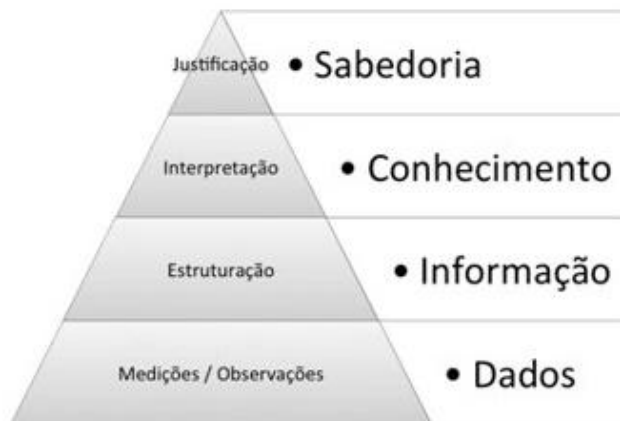 Justificação • Sabedoria
Interpretação • Conhecimento
Estruturação • Informação
Medições / Observações • Dados